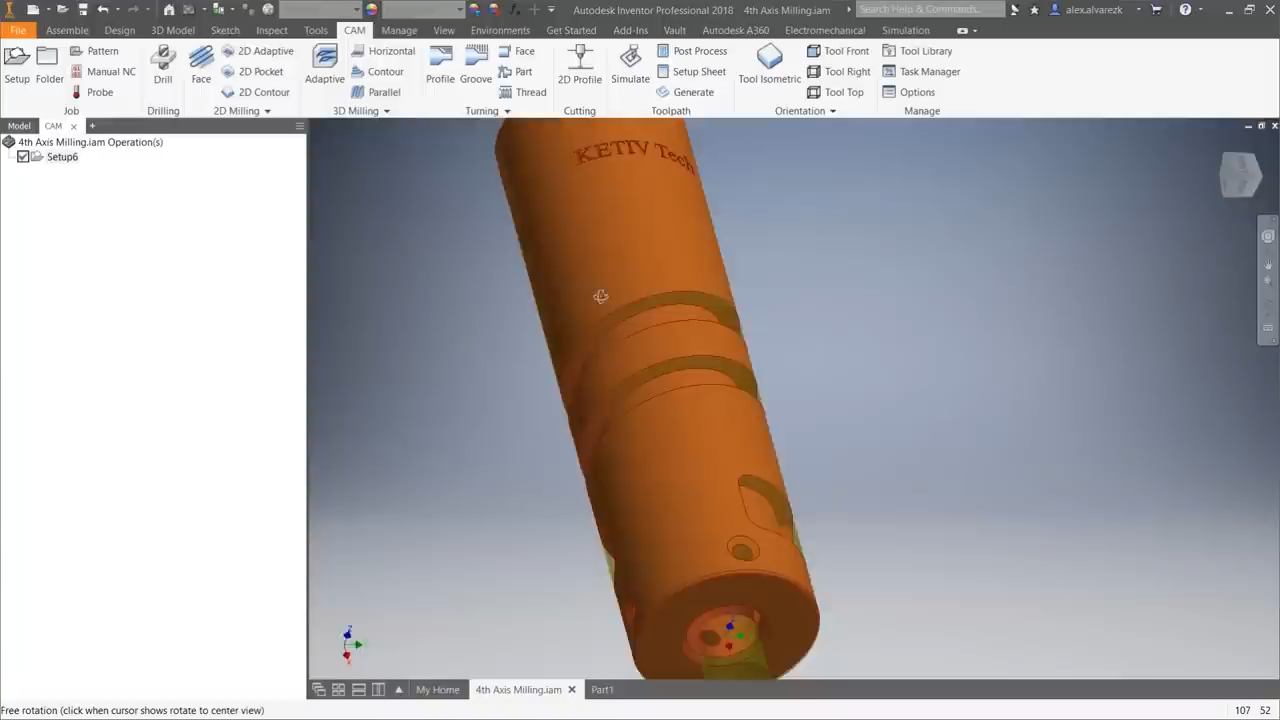 Autodesk Inventor Professional 2018 4th Axis Milling.iam
Search Help & Commands...
alex.alvarezk
File Assemble Design 3D Model Sketch Inspect Tools CAM Manage View Environments Get Started Add-Ins Vault Autodesk A360 Electromechanical Simulation
Pattern 2D Adaptive Horizontal Face Post Process Tool Front Tool Library
Setup Folder Manual NC Drill Face 2D Pocket Adaptive Contour Profile Groove Part 2D Profile Simulate Setup Sheet Tool Isometric Tool Right Task Manager
Probe 2D Contour Parallel Thread Generate Tool Top Options
Job Drilling 2D Milling 3D Milling Turning Cutting Toolpath Orientation Manage
Model CAM
4th Axis Milling.iam Operation(s)
Setup6
KETIV Tech
Z
My Home 4th Axis Milling.iam Part1
Free rotation (click when cursor shows rotate to center view) 107 52